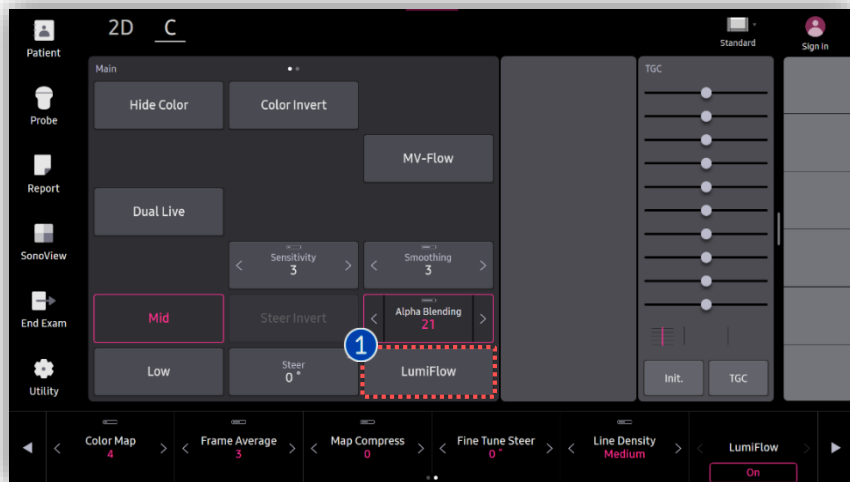 2D C
Standard
Sign in
Patient
Probe
Report
SonoView
End Exam
Utility
Main
Hide Color
Color Invert
MV-Flow
Dual Live
Sensitivity
3
Smoothing
3
Mid
Steer Invert
Alpha Blending
21
1
Low
Steer
0°
LumiFlow
TGC
Init.
TGC
Color Map
4
Frame Average
3
Map Compress
0
Fine Tune Steer
0°
Line Density
Medium
LumiFlow
On